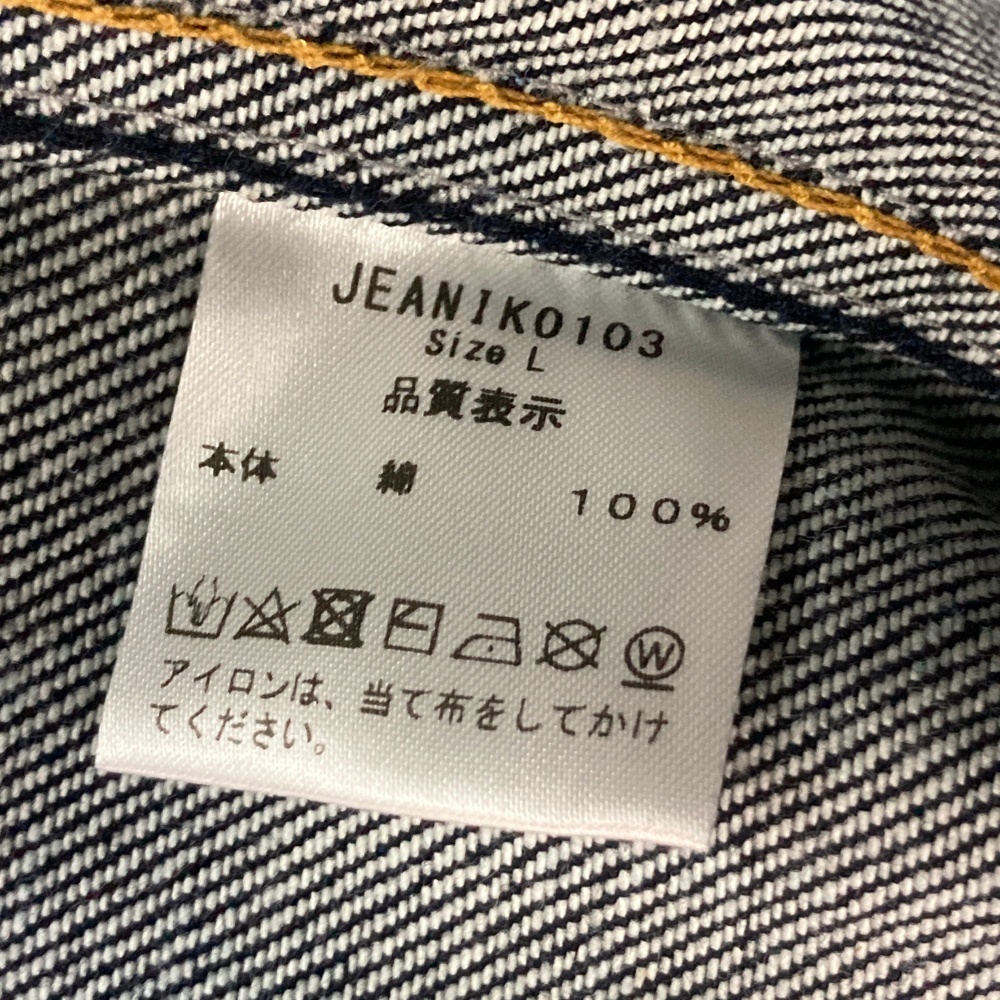 JEANIKO103
Size L
品質表示
本体 綿 100%
W
アイロンは、当て布をしてかけ
てください。